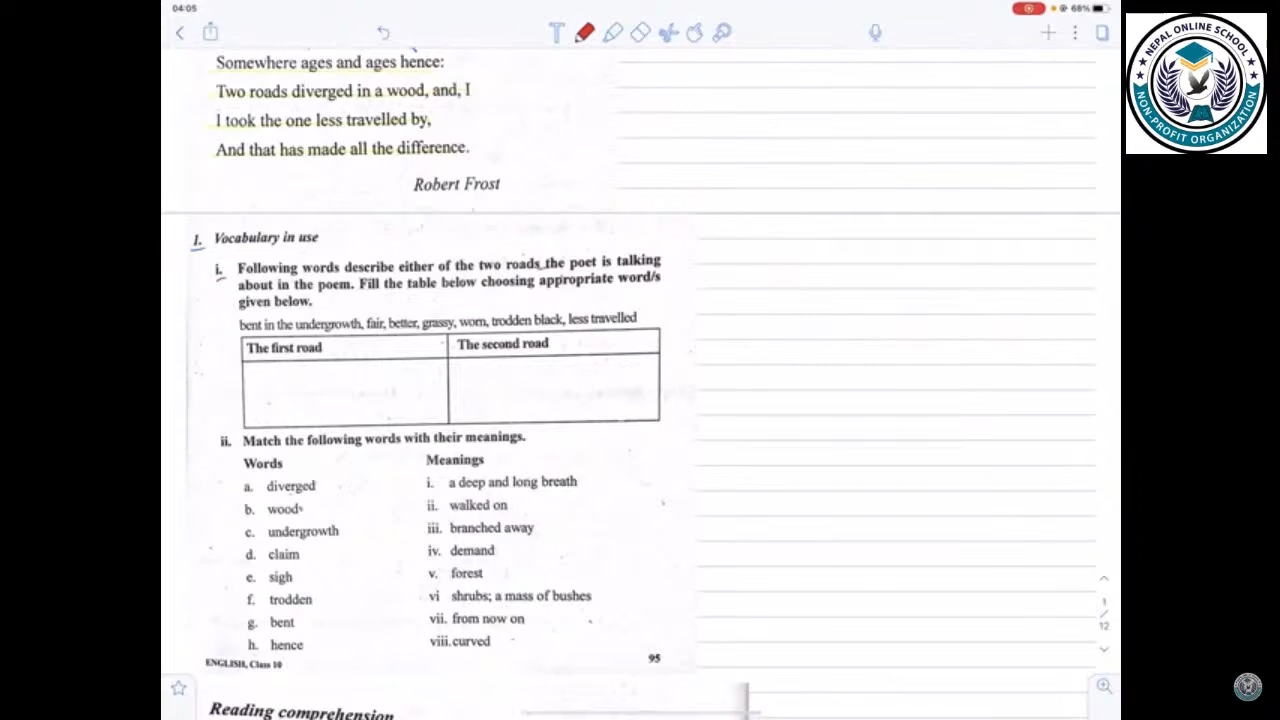 04:05
68%
Somewhere ages and ages hence:
Two roads diverged in a wood, and, I
I took the one less travelled by,
And that has made all the difference.
Robert Frost
I. Vocabulary in use
i. Following words describe either of the two roads the poet is talking
about in the poem. Fill the table below choosing appropriate word/s
given below.
bent in the undergrowth, fair, better, grassy, worn, trodden black, less travelled
The first road The second road
ii. Match the following words with their meanings.
Words Meanings
a. diverged i. a deep and long breath
b. wood ii. walked on
c. undergrowth iii. branched away
d. claim iv. demand
e. sigh v. forest
f. trodden vi shrubs; a mass of bushes
g. bent vii. from now on
h. hence viii. curved
ENGLISH, Class 10 95
Reading comprehension
1
12
NEPAL ONLINE SCHOOL
NON-PROFIT ORGANIZATION